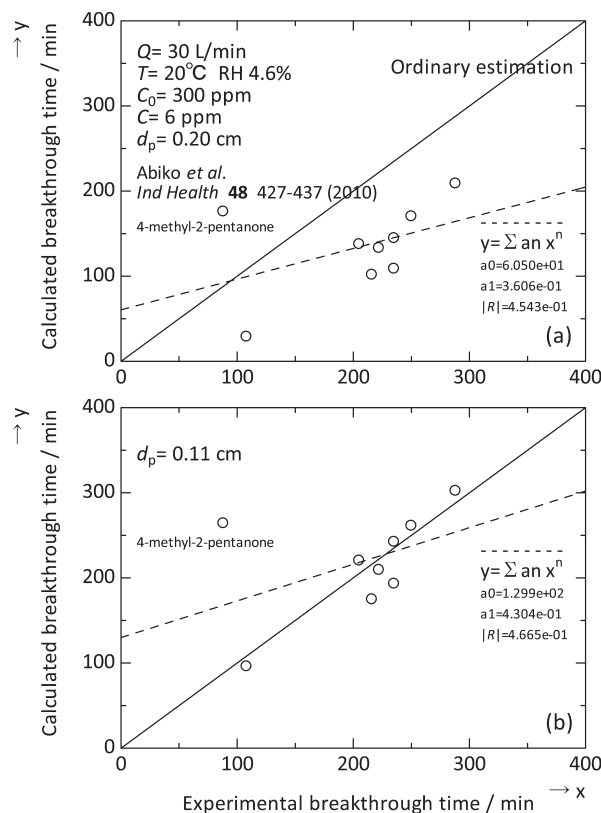 → y
Calculated breakthrough time / min
400
300
200
100
0
Q= 30 L/min
T= 20℃ RH 4.6%
C₀= 300 ppm
C= 6 ppm
dₚ= 0.20 cm
Abiko et al.
Ind Health 48 427-437 (2010)
4-methyl-2-pentanone
Ordinary estimation
y= Σ an xⁿ
a0=6.050e+01
a1=3.606e-01
|R|=4.543e-01
(a)
0 100 200 300 400
→ y
Calculated breakthrough time / min
400
300
200
100
0
dₚ= 0.11 cm
4-methyl-2-pentanone
y= Σ an xⁿ
a0=1.299e+02
a1=4.304e-01
|R|=4.665e-01
(b)
0 100 200 300 400
→ x
Experimental breakthrough time / min